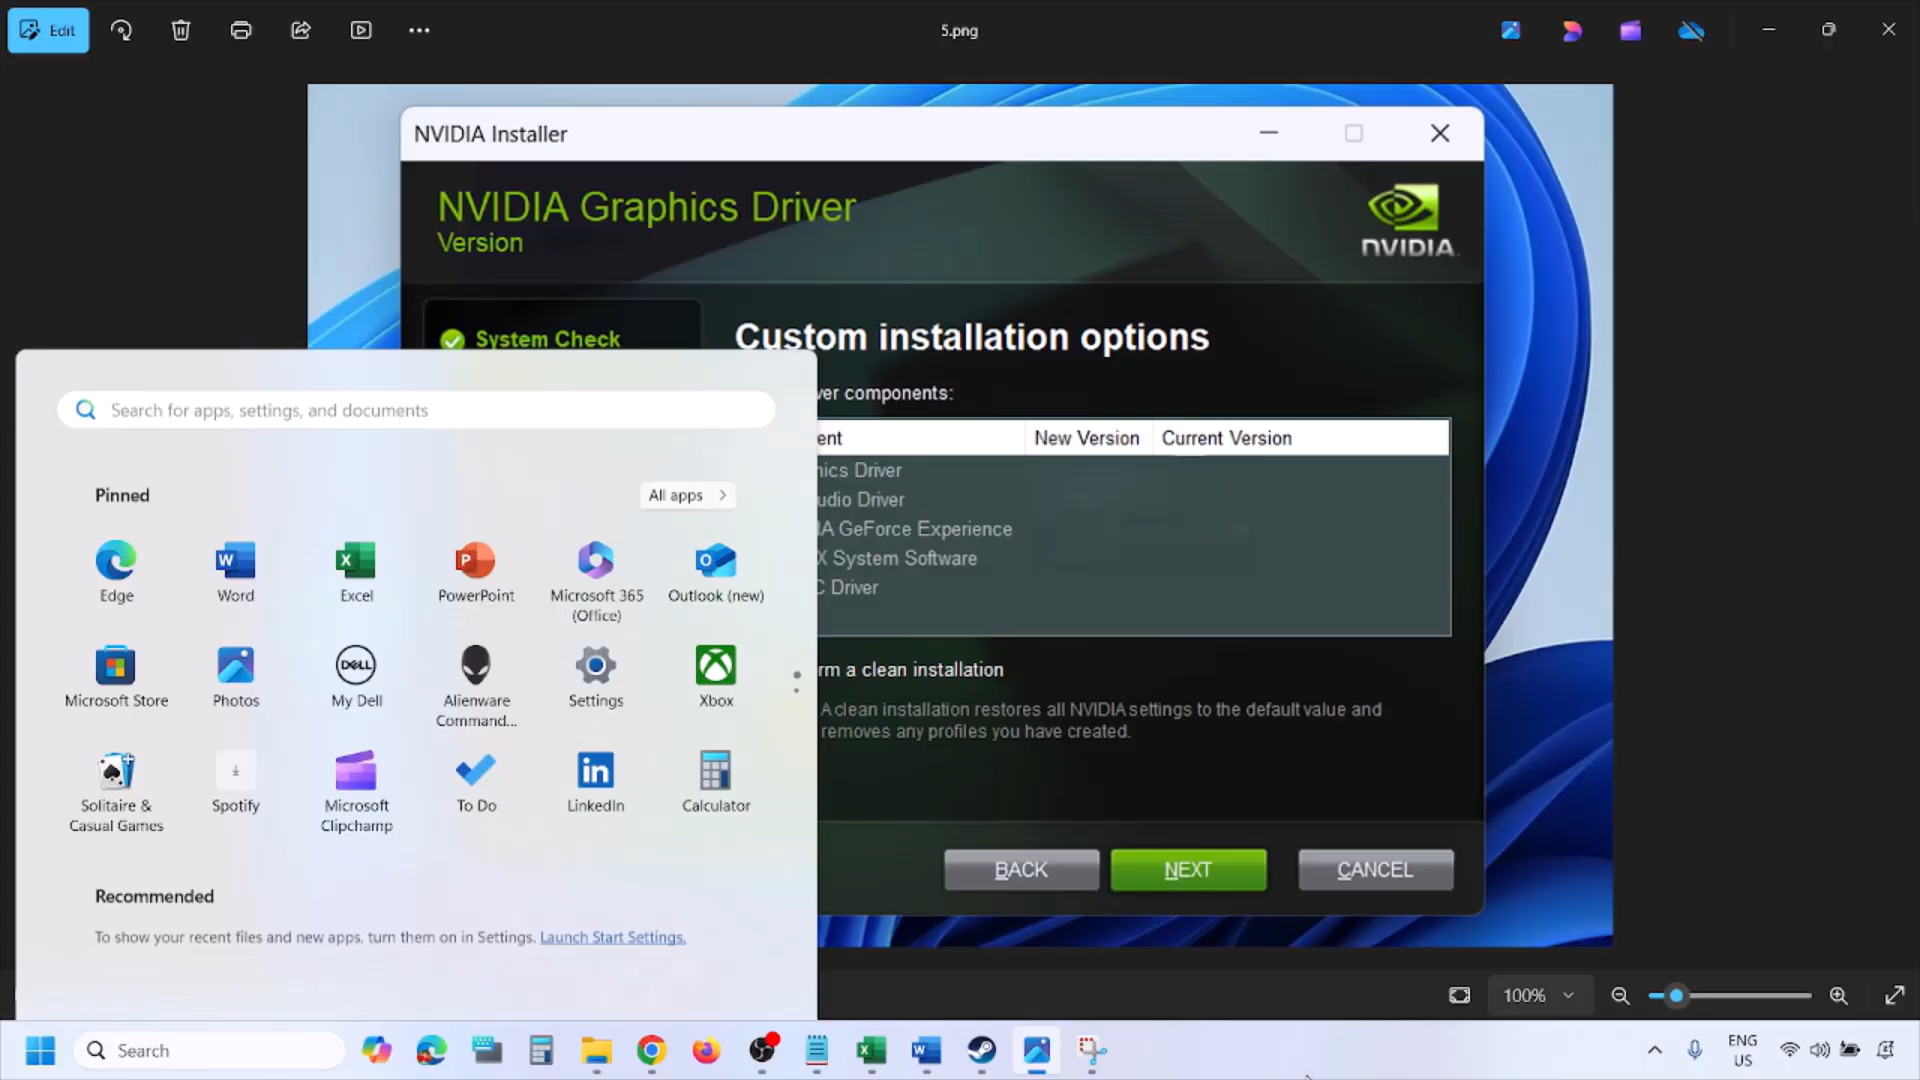 Edit
5.png
NVIDIA Installer
NVIDIA Graphics Driver
Version
NVIDIA
System Check
Custom installation options
ver components:
ent New Version Current Version
hics Driver
udio Driver
IA GeForce Experience
X System Software
C Driver
rm a clean installation
A clean installation restores all NVIDIA settings to the default value and
removes any profiles you have created.
BACK NEXT CANCEL
Search for apps, settings, and documents
Pinned All apps
Edge Word Excel PowerPoint Microsoft 365 (Office) Outlook (new)
Microsoft Store Photos My Dell Alienware Command... Settings Xbox
Solitaire & Casual Games Spotify Microsoft Clipchamp To Do LinkedIn Calculator
Recommended
To show your recent files and new apps, turn them on in Settings. Launch Start Settings.
100%
Search
ENG
US